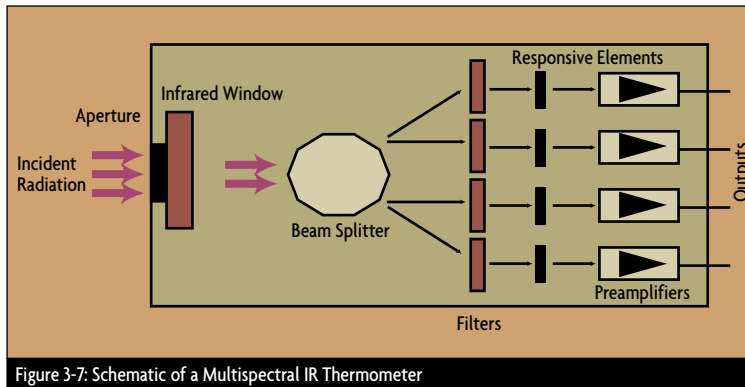 Responsive Elements
Infrared Window
Aperture
Incident
Radiation
Outputs
Beam Splitter
Preamplifiers
Filters
Figure 3-7: Schematic of a Multispectral IR Thermometer